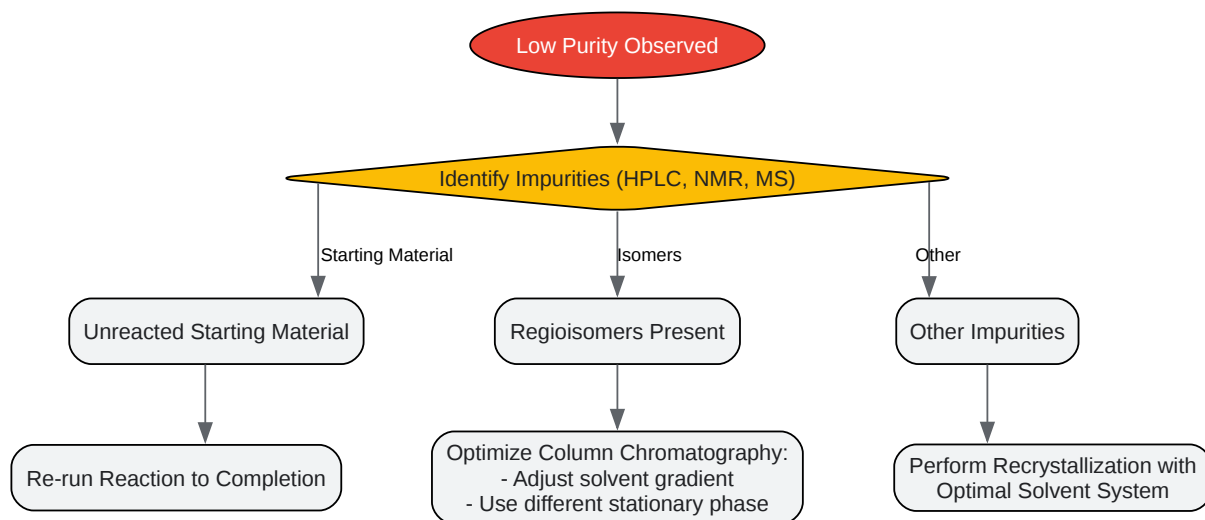 Low Purity Observed
Identify Impurities (HPLC, NMR, MS)
Starting Material
Isomers
Other
Unreacted Starting Material
Regioisomers Present
Other Impurities
Re-run Reaction to Completion
Optimize Column Chromatography:
- Adjust solvent gradient
- Use different stationary phase
Perform Recrystallization with
Optimal Solvent System